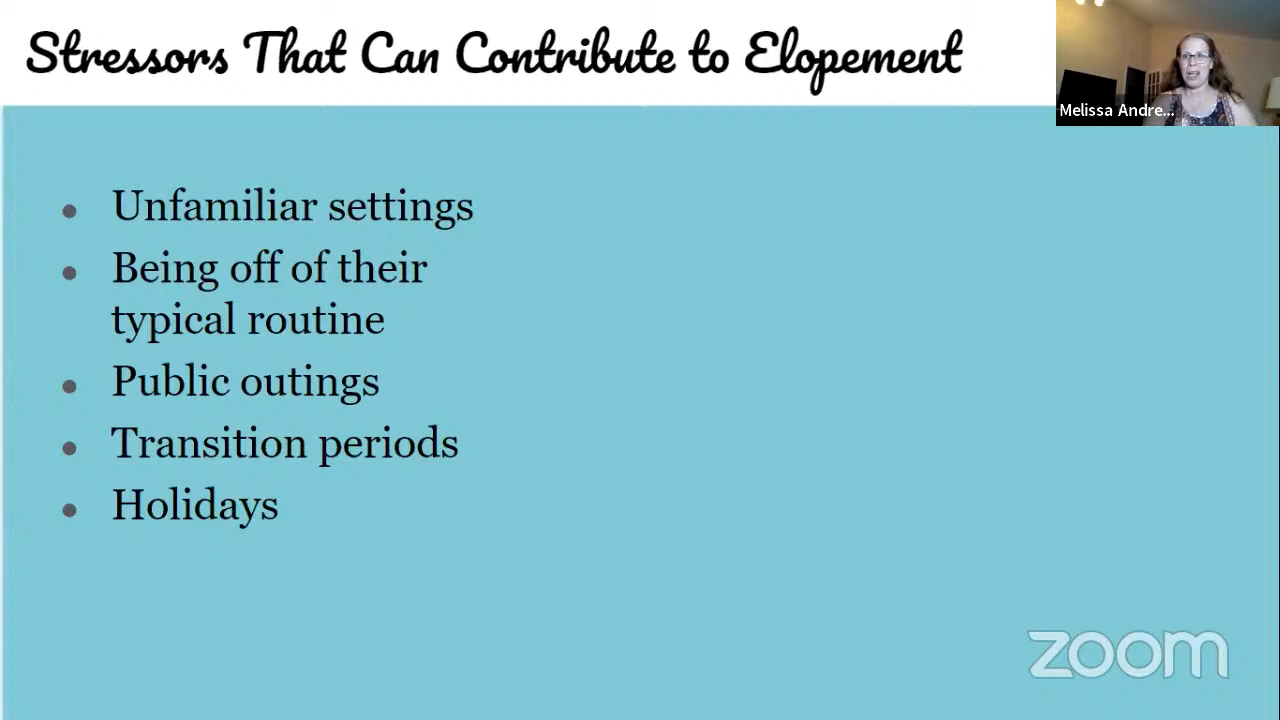 Stressors That Can Contribute to Elopement
Melissa Andre...
• Unfamiliar settings
• Being off of their
typical routine
• Public outings
• Transition periods
• Holidays
zoom